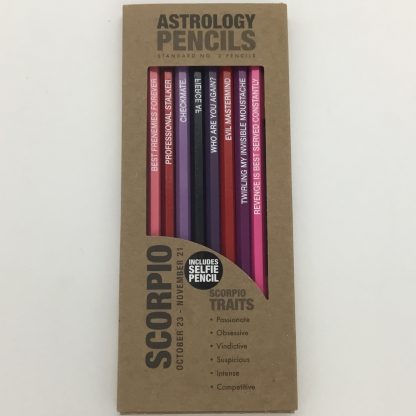 ASTROLOGY
PENCILS
STANDARD NO. 2 PENCILS
BEST FRENEMIES FOREVER
PROFESSIONAL STALKER
CHECKMATE.
FIERCE AF
WHO ARE YOU AGAIN?
EVIL MASTERMIND
TWIRLING MY INVISIBLE MOUSTACHE
REVENGE IS BEST SERVED CONSTANTLY
SCORPIO
OCTOBER 23 - NOVEMBER 21
INCLUDES
SELFIE
PENCIL
SCORPIO
TRAITS
• Passionate
• Obsessive
• Vindictive
• Suspicious
• Intense
• Competitive